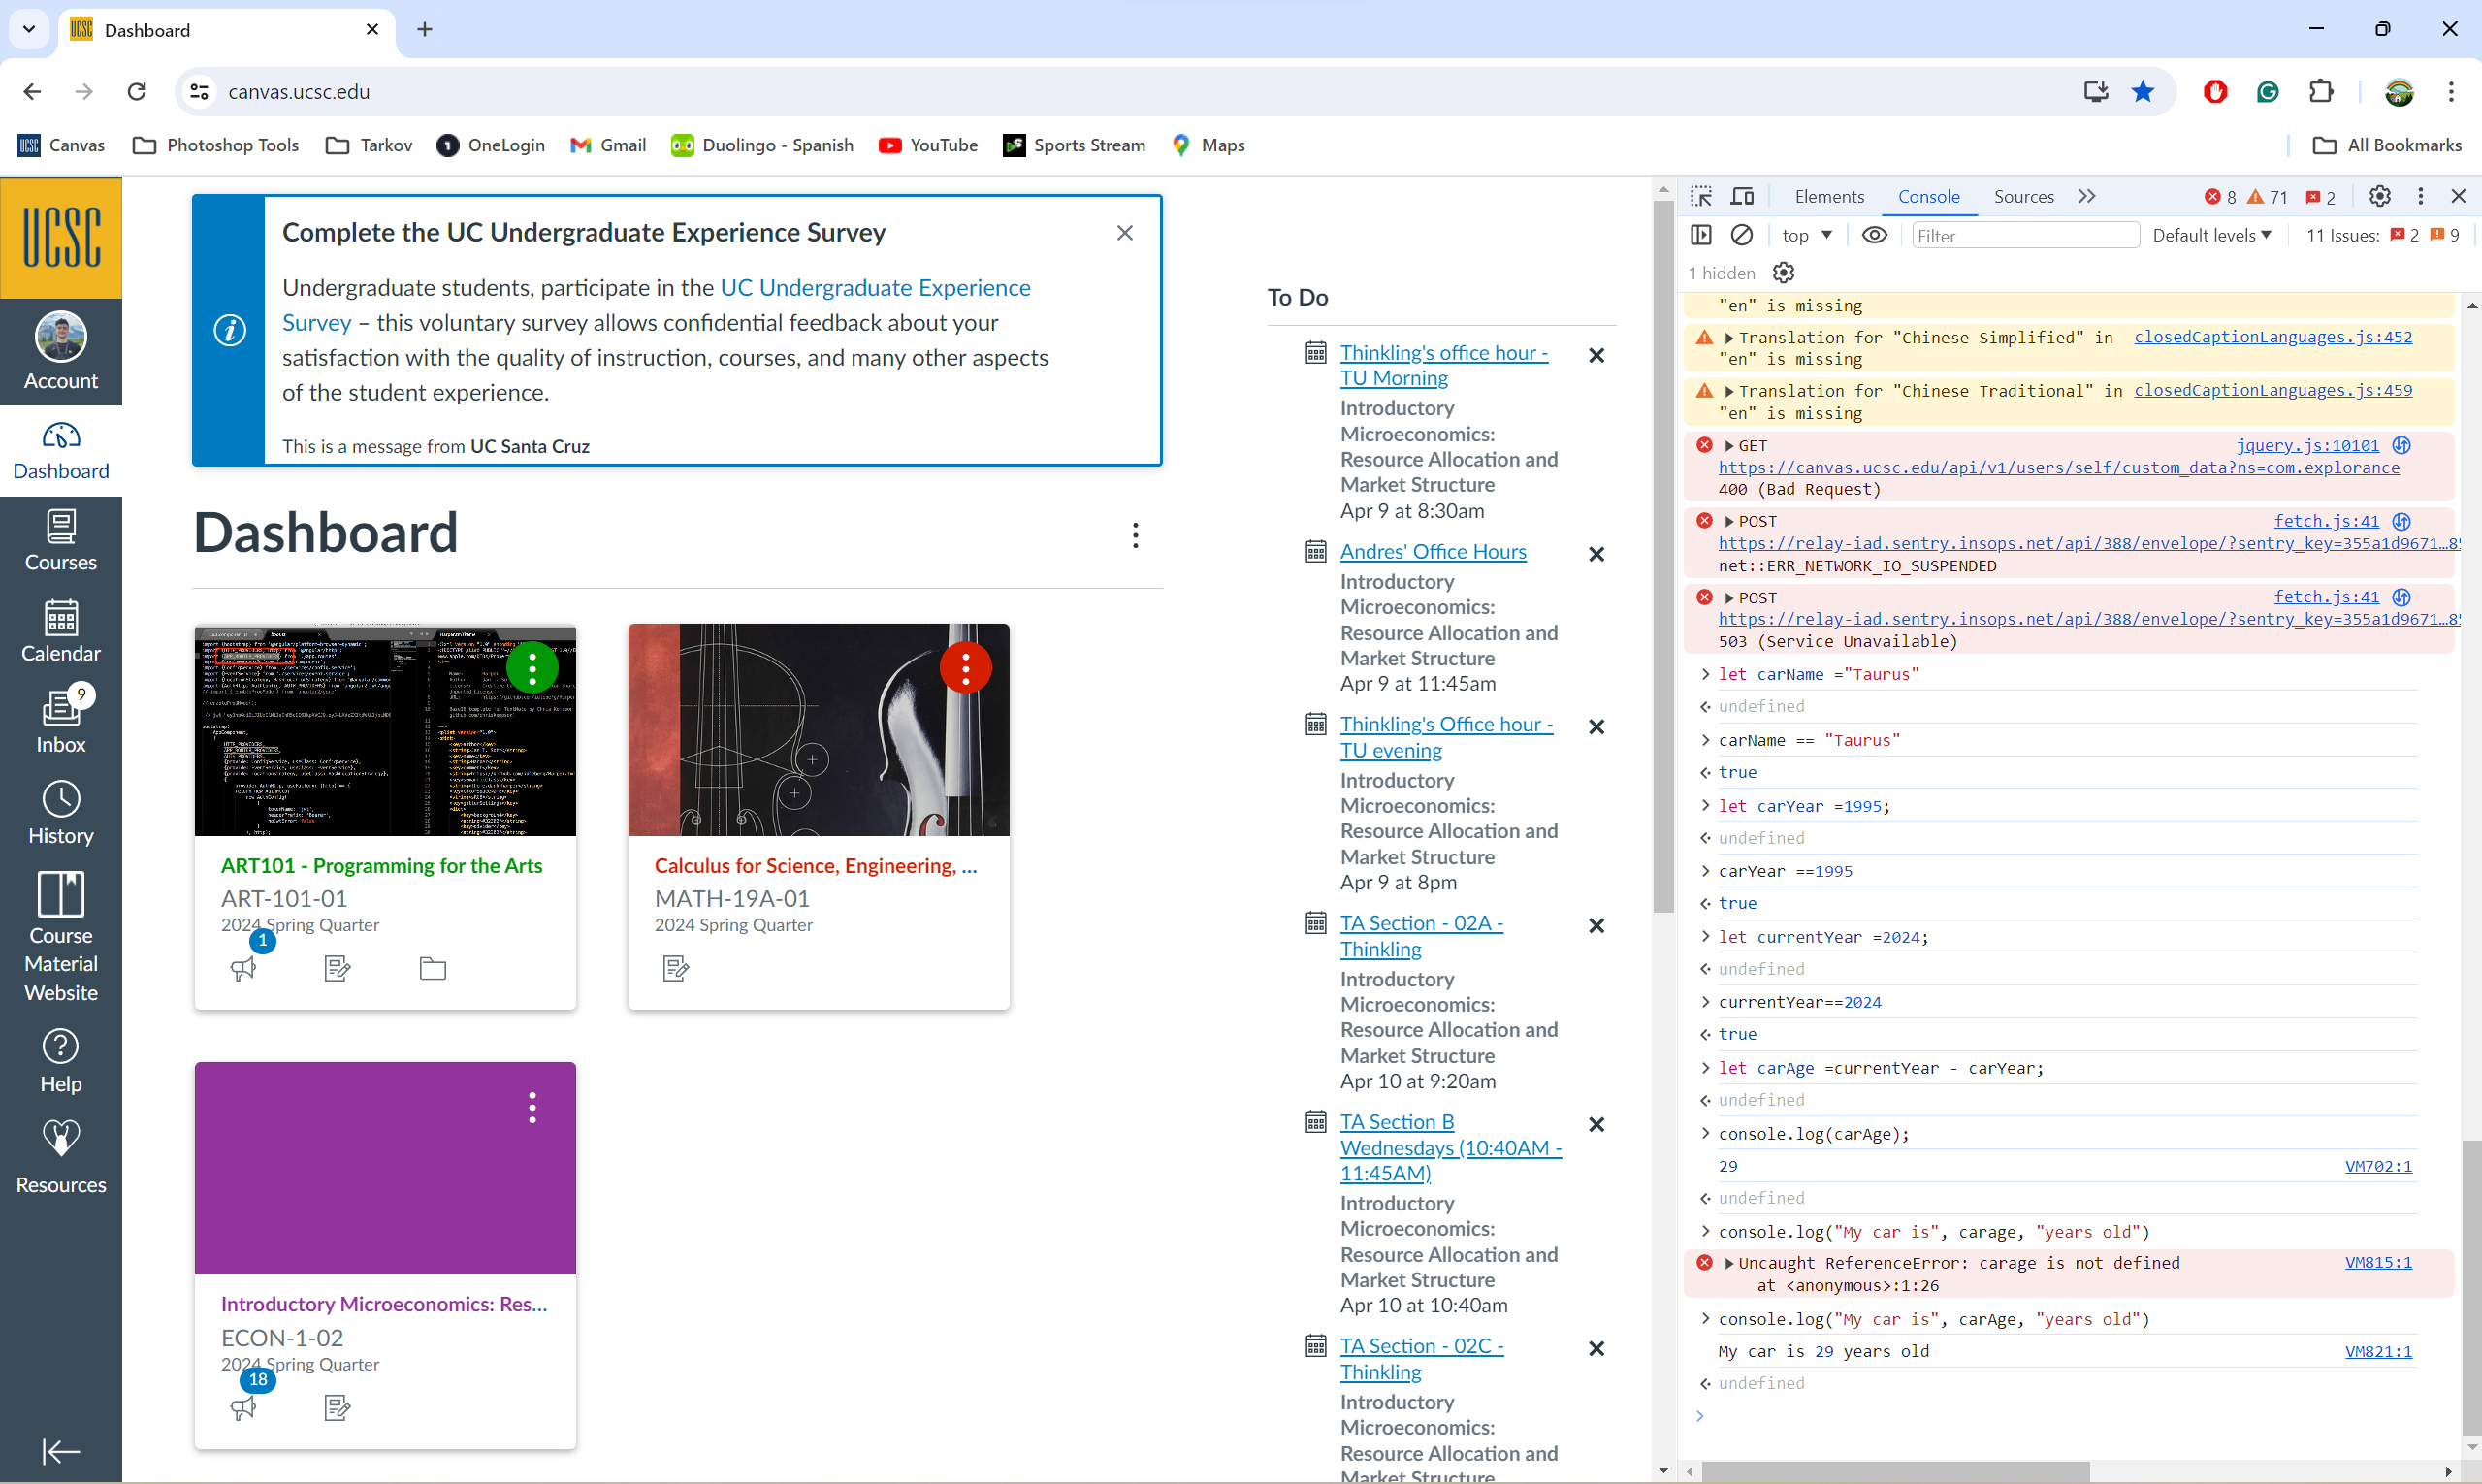 UCSC Dashboard
canvas.ucsc.edu
UCSC Canvas Photoshop Tools Tarkov OneLogin Gmail Duolingo - Spanish YouTube Sports Stream Maps All Bookmarks
UCSC
Account
Dashboard
Courses
Calendar
9
Inbox
History
Course
Material
Website
Help
Resources
Complete the UC Undergraduate Experience Survey
Undergraduate students, participate in the UC Undergraduate Experience
Survey – this voluntary survey allows confidential feedback about your
satisfaction with the quality of instruction, courses, and many other aspects
of the student experience.
This is a message from UC Santa Cruz
Dashboard
ART101 - Programming for the Arts
ART-101-01
2024 Spring Quarter
1
Calculus for Science, Engineering, ...
MATH-19A-01
2024 Spring Quarter
Introductory Microeconomics: Res...
ECON-1-02
2024 Spring Quarter
18
To Do
Thinkling's office hour -
TU Morning
Introductory
Microeconomics:
Resource Allocation and
Market Structure
Apr 9 at 8:30am
Andres' Office Hours
Introductory
Microeconomics:
Resource Allocation and
Market Structure
Apr 9 at 11:45am
Thinkling's Office hour -
TU evening
Introductory
Microeconomics:
Resource Allocation and
Market Structure
Apr 9 at 8pm
TA Section - 02A -
Thinkling
Introductory
Microeconomics:
Resource Allocation and
Market Structure
Apr 10 at 9:20am
TA Section B
Wednesdays (10:40AM -
11:45AM)
Introductory
Microeconomics:
Resource Allocation and
Market Structure
Apr 10 at 10:40am
TA Section - 02C -
Thinkling
Introductory
Microeconomics:
Resource Allocation and
Market Structure
Elements Console Sources 8 71 2
top Filter Default levels 11 Issues: 2 9
1 hidden
"en" is missing
Translation for "Chinese Simplified" in closedCaptionLanguages.js:452
"en" is missing
Translation for "Chinese Traditional" in closedCaptionLanguages.js:459
"en" is missing
GET jquery.js:10101
https://canvas.ucsc.edu/api/v1/users/self/custom_data?ns=com.explorance
400 (Bad Request)
POST fetch.js:41
https://relay-iad.sentry.insops.net/api/388/envelope/?sentry_key=355a1d9671…8
net::ERR_NETWORK_IO_SUSPENDED
POST fetch.js:41
https://relay-iad.sentry.insops.net/api/388/envelope/?sentry_key=355a1d9671…8
503 (Service Unavailable)
let carName ="Taurus"
undefined
carName == "Taurus"
true
let carYear =1995;
undefined
carYear ==1995
true
let currentYear =2024;
undefined
currentYear==2024
true
let carAge =currentYear - carYear;
undefined
console.log(carAge);
29 VM702:1
undefined
console.log("My car is", carage, "years old")
Uncaught ReferenceError: carage is not defined VM815:1
at <anonymous>:1:26
console.log("My car is", carAge, "years old")
My car is 29 years old VM821:1
undefined